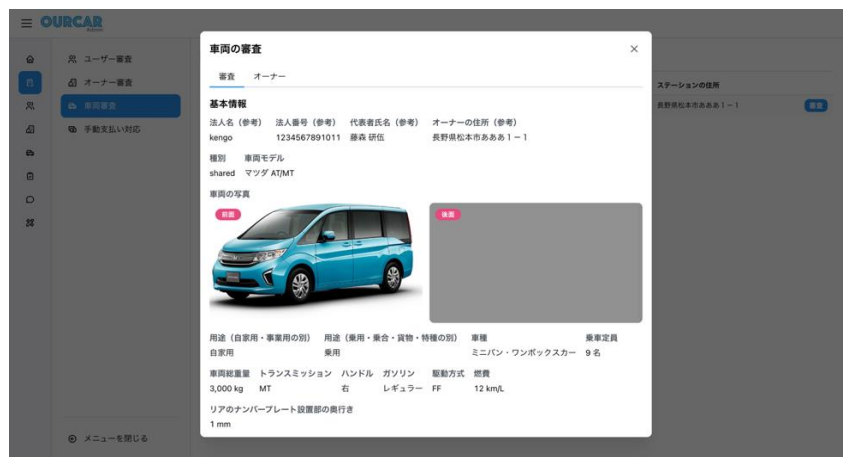 OURCAR
ユーザー審査
オーナー審査
車両審査
手動支払い対応
メニューを閉じる
車両の審査
審査 オーナー
基本情報
法人名（参考） 法人番号（参考） 代表者氏名（参考） オーナーの住所（参考）
kengo 1234567891011 藤森 研伍 長野県松本市あああ1－1
種別 車両モデル
shared マツダ AT/MT
車両の写真
前面 後面
用途（自家用・事業用の別） 用途（乗用・乗合・貨物・特種の別） 車種 乗車定員
自家用 乗用 ミニバン・ワンボックスカー 9 名
車両総重量 トランスミッション ハンドル ガソリン 駆動方式 燃費
3,000 kg MT 右 レギュラー FF 12 km/L
リアのナンバープレート設置部の奥行き
1 mm
ステーションの住所
長野県松本市あああ1－1 審査